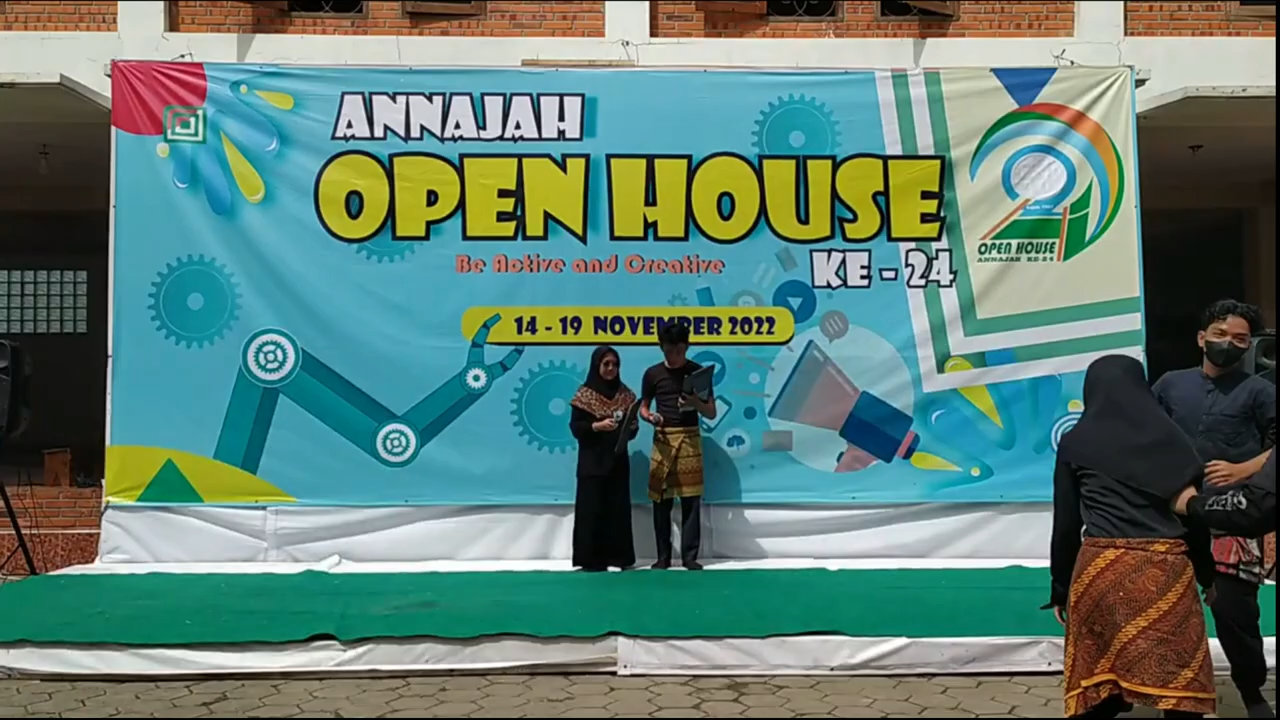 ANNAJAH
OPEN HOUSE
KE - 24
Be Active and Creative
14 - 19 NOVEMBER 2022
OPEN HOUSE
ANNAJAH KE-24